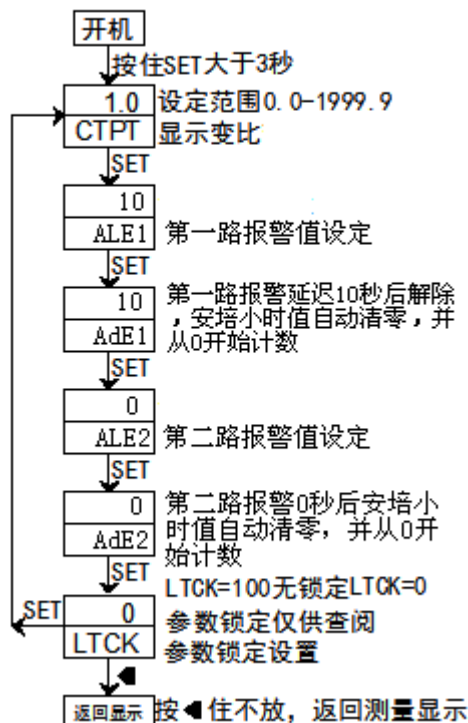 开机
按住SET大于3秒
1.0 设定范围0.0-1999.9
CTPT 显示变比
SET
10
ALE1 第一路报警值设定
SET
10 第一路报警延迟10秒后解除
，安培小时值自动清零，并
AdE1 从0开始计数
SET
0
ALE2 第二路报警值设定
SET
0 第二路报警0秒后安培小
时值自动清零，并从0开
AdE2 始计数
SET
LTCK=100无锁定LTCK=0
SET 0 参数锁定仅供查阅
LTCK 参数锁定设置
返回显示 按◀住不放，返回测量显示